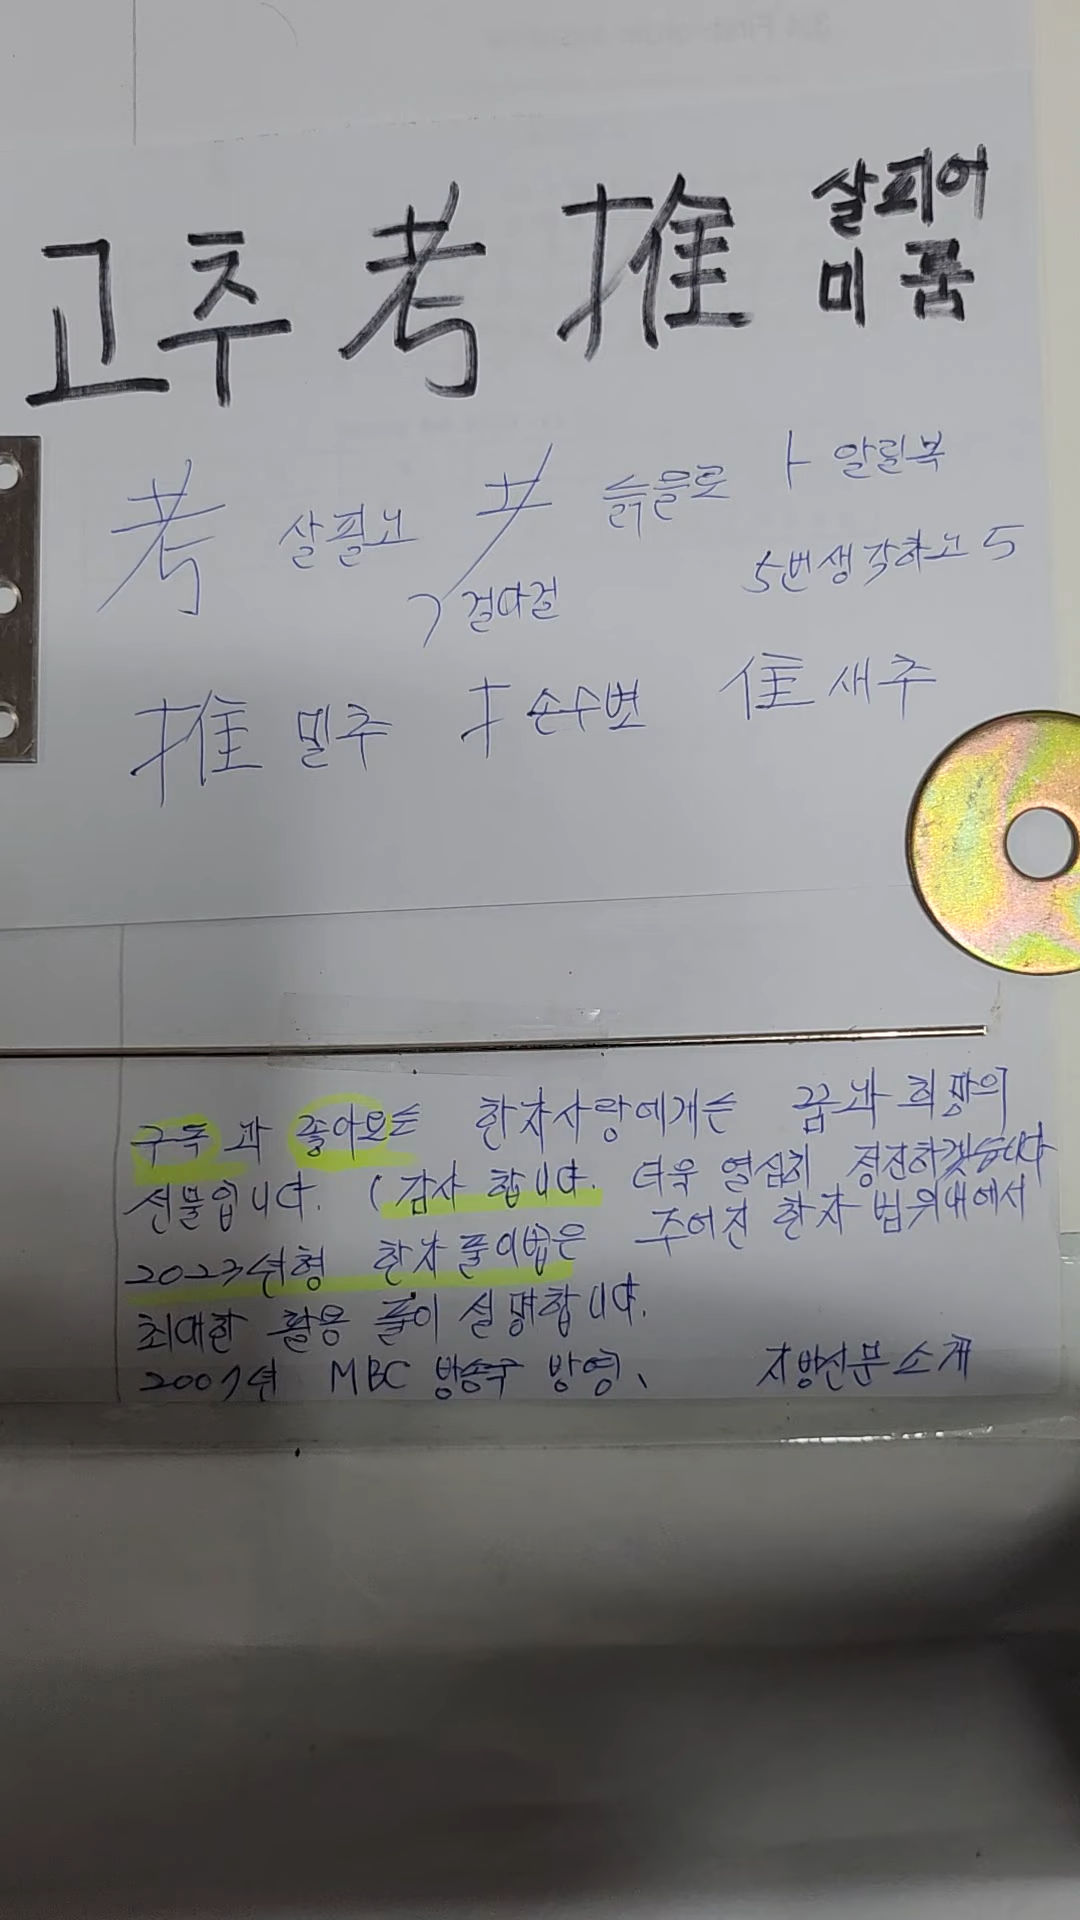 고추 考 推 살피어
미룸
考 살필고 耂 늙을로 卜 알릴복
ㄱ 걸마걸 5번생각하고 5
推 밀추 扌 손수변 隹 새추
구독과 좋아요는 한자사랑에게는 꿈과 희망의
선물입니다. (감사 합니다. 더욱 열심히 정진하겠습니다
2023년형 한자풀이법은 주어진 한자 범위내에서
최대한 활용 풀이 설명합니다.
2007년 MBC 방송국 방영、 지방신문소개